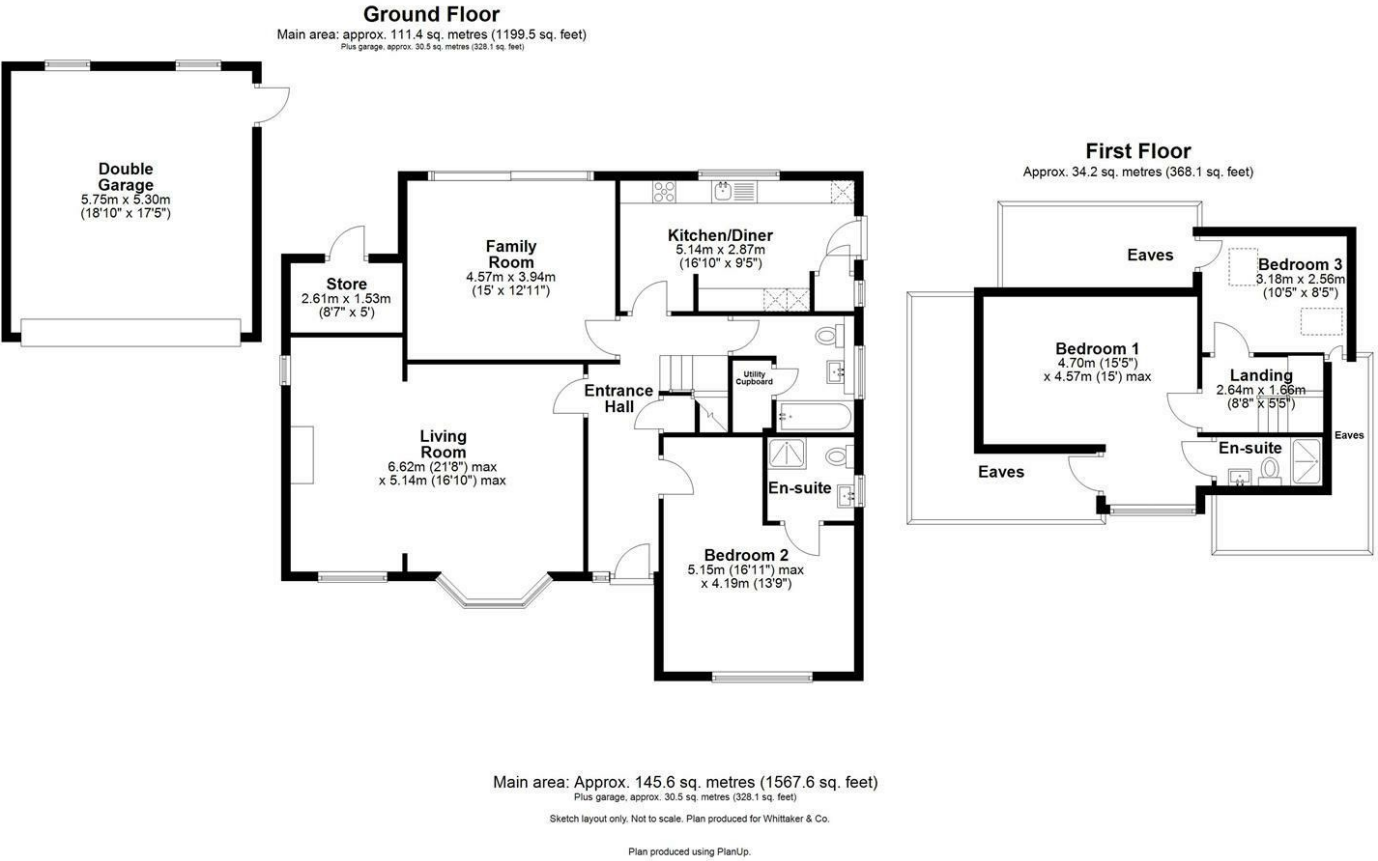 Ground Floor
Main area: approx. 111.4 sq. metres (1199.5 sq. feet)
Plus garage, approx. 30.5 sq. metres (328.1 sq. feet)
Double
Garage
5.75m x 5.30m
(18'10" x 17'5")
Store
2.61m x 1.53m
(8'7" x 5')
Family
Room
4.57m x 3.94m
(15' x 12'11")
Kitchen/Diner
5.14m x 2.87m
(16'10" x 9'5")
Utility
Cupboard
Entrance
Hall
Living
Room
6.62m (21'8") max
x 5.14m (16'10") max
En-suite
Bedroom 2
5.15m (16'11") max
x 4.19m (13'9")
First Floor
Approx. 34.2 sq. metres (368.1 sq. feet)
Eaves
Bedroom 3
3.18m x 2.56m
(10'5" x 8'5")
Bedroom 1
4.70m (15'5")
x 4.57m (15') max
Landing
2.64m x 1.66m
(8'8" x 5'5")
Eaves
En-suite
Eaves
Main area: Approx. 145.6 sq. metres (1567.6 sq. feet)
Plus garage, approx. 30.5 sq. metres (328.1 sq. feet)
Sketch layout only. Not to scale. Plan produced for Whittaker & Co.
Plan produced using PlanUp.